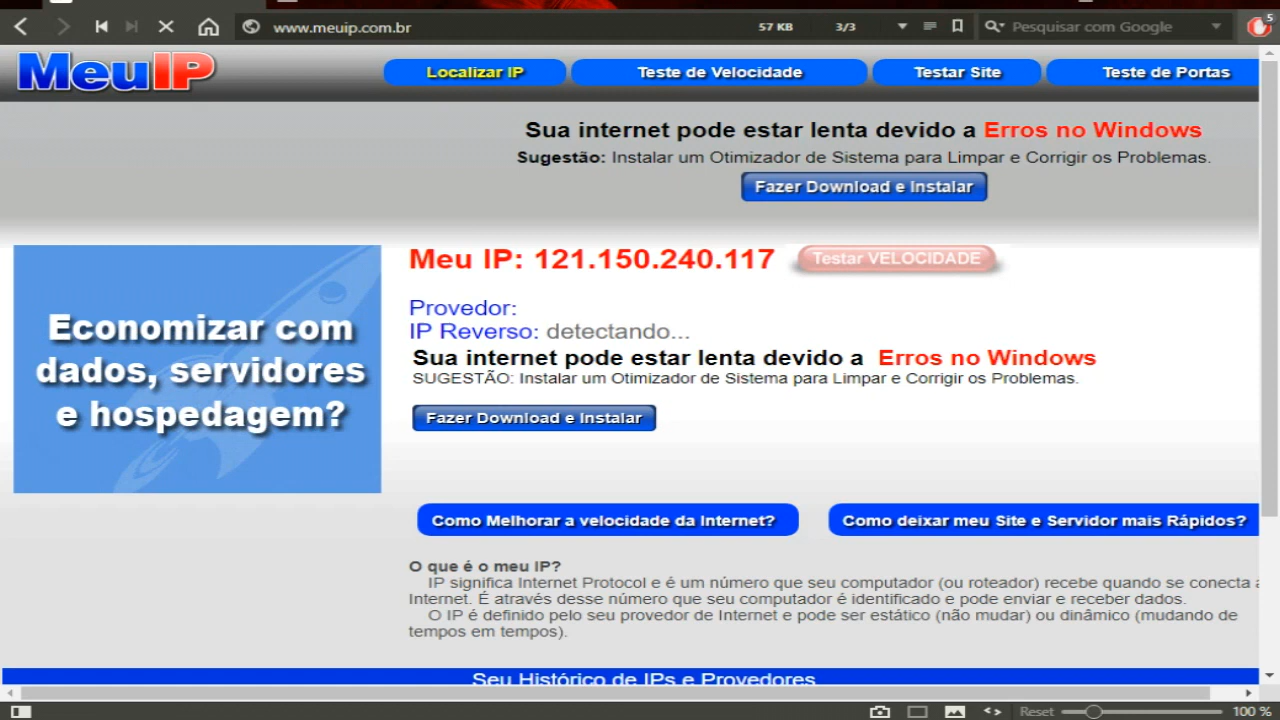 www.meuip.com.br
57 KB
3/3
Pesquisar com Google
5
MeuIP
Localizar IP
Teste de Velocidade
Testar Site
Teste de Portas
Sua internet pode estar lenta devido a Erros no Windows
Sugestão: Instalar um Otimizador de Sistema para Limpar e Corrigir os Problemas.
Fazer Download e Instalar
Economizar com
dados, servidores
e hospedagem?
Meu IP: 121.150.240.117
Testar VELOCIDADE
Provedor:
IP Reverso: detectando...
Sua internet pode estar lenta devido a Erros no Windows
SUGESTÃO: Instalar um Otimizador de Sistema para Limpar e Corrigir os Problemas.
Fazer Download e Instalar
Como Melhorar a velocidade da Internet?
Como deixar meu Site e Servidor mais Rápidos?
O que é o meu IP?
IP significa Internet Protocol e é um número que seu computador (ou roteador) recebe quando se conecta a
Internet. É através desse número que seu computador é identificado e pode enviar e receber dados.
O IP é definido pelo seu provedor de Internet e pode ser estático (não mudar) ou dinâmico (mudando de
tempos em tempos).
Seu Histórico de IPs e Provedores
Reset
100 %